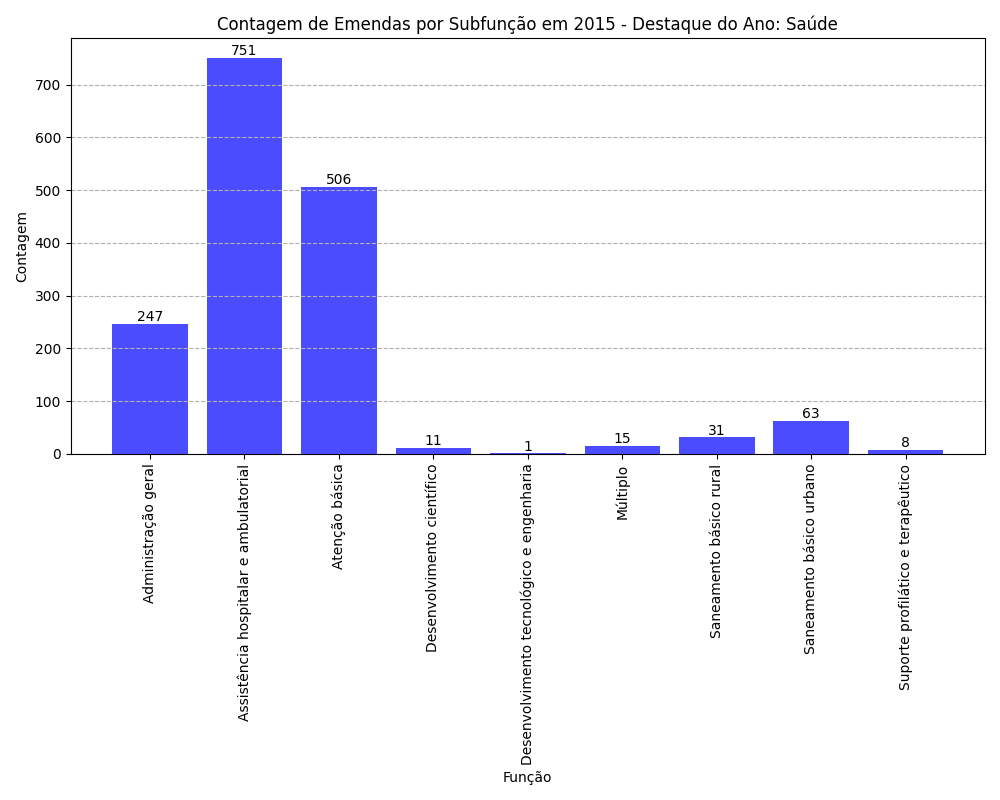 Contagem de Emendas por Subfunção em 2015 - Destaque do Ano: Saúde
Contagem
700
600
500
400
300
200
100
0
247
751
506
11
1
15
31
63
8
Administração geral
Assistência hospitalar e ambulatorial
Atenção básica
Desenvolvimento científico
Desenvolvimento tecnológico e engenharia
Múltiplo
Saneamento básico rural
Saneamento básico urbano
Suporte profilático e terapêutico
Função